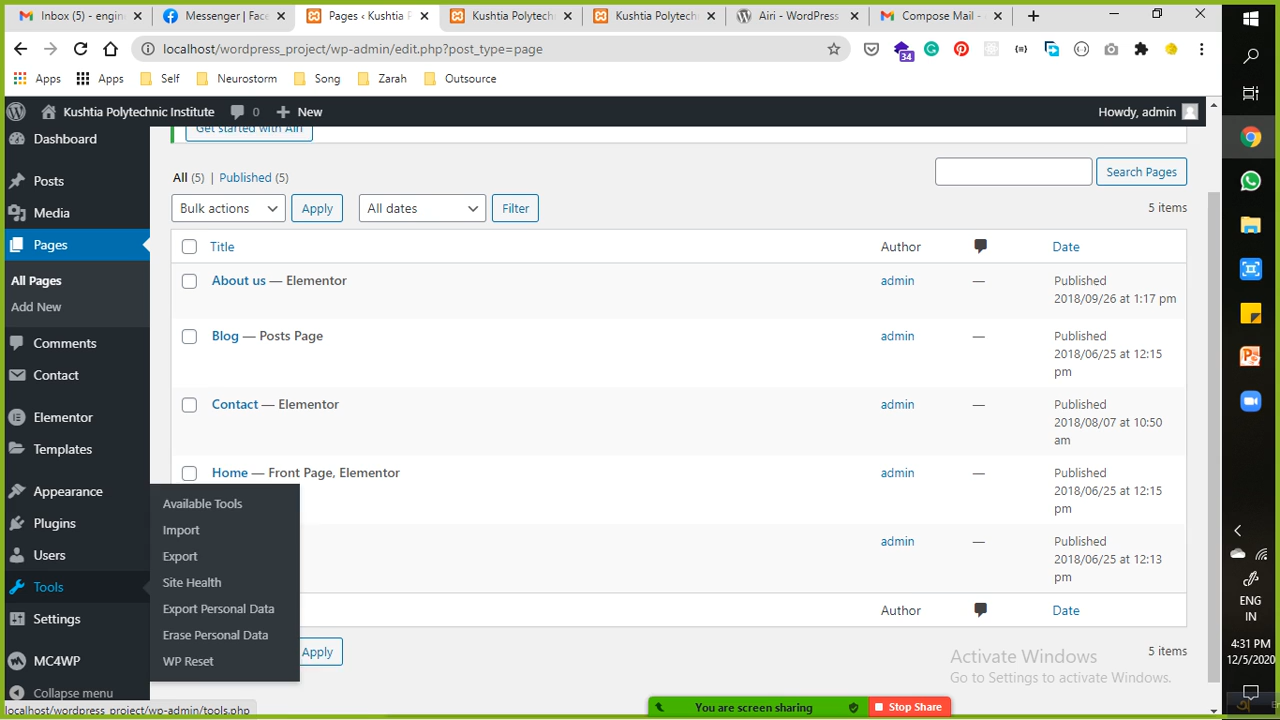 Inbox (5) - engin
Messenger | Face
Pages ‹ Kushtia P
Kushtia Polytechn
Kushtia Polytech
Airi - WordPress
Compose Mail -
localhost/wordpress_project/wp-admin/edit.php?post_type=page
34
Apps
Apps
Self
Neurostorm
Song
Zarah
Outsource
Kushtia Polytechnic Institute
0
New
Howdy, admin
Dashboard
Posts
Media
Pages
All Pages
Add New
Comments
Contact
Elementor
Templates
Appearance
Plugins
Users
Tools
Settings
MC4WP
Collapse menu
Available Tools
Import
Export
Site Health
Export Personal Data
Erase Personal Data
WP Reset
Get started with Airi
All (5) | Published (5)
Search Pages
Bulk actions
Apply
All dates
Filter
5 items
Title
Author
Date
About us — Elementor
admin
—
Published
2018/09/26 at 1:17 pm
Blog — Posts Page
admin
—
Published
2018/06/25 at 12:15
pm
Contact — Elementor
admin
—
Published
2018/08/07 at 10:50
am
Home — Front Page, Elementor
admin
—
Published
2018/06/25 at 12:15
pm
admin
—
Published
2018/06/25 at 12:13
pm
Author
Date
Apply
5 items
Activate Windows
Go to Settings to activate Windows.
localhost/wordpress_project/wp-admin/tools.php
You are screen sharing
Stop Share
ENG
IN
4:31 PM
12/5/2020